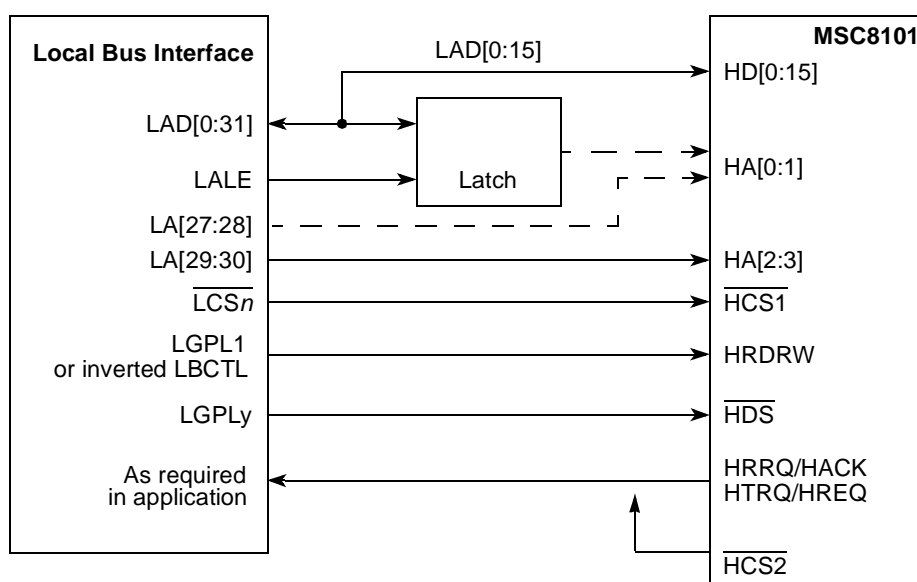 Local Bus Interface
LAD[0:31]
LALE
LA[27:28]
LA[29:30]
LCSn
LGPL1
or inverted LBCTL
LGPLy
As required
in application
LAD[0:15]
Latch
MSC8101
HD[0:15]
HA[0:1]
HA[2:3]
HCS1
HRDRW
HDS
HRRQ/HACK
HTRQ/HREQ
HCS2